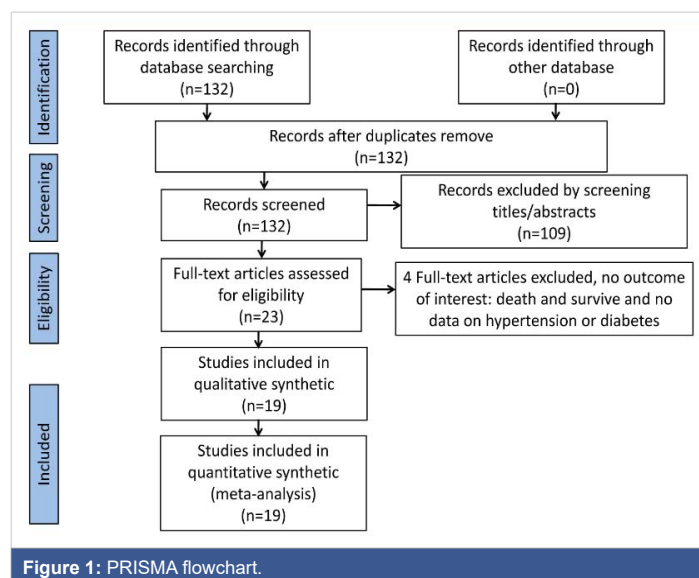 Identification
Records identified through
database searching
(n=132)
Records identified through
other database
(n=0)
Records after duplicates remove
(n=132)
Screening
Records screened
(n=132)
Records excluded by screening
titles/abstracts
(n=109)
Eligibility
Full-text articles assessed
for eligibility
(n=23)
4 Full-text articles excluded, no
outcome of interest: death and survive and no
data on hypertension or diabetes
Included
Studies included in
qualitative synthetic
(n=19)
Studies included in
quantitative synthetic
(meta-analysis)
(n=19)
Figure 1: PRISMA flowchart.